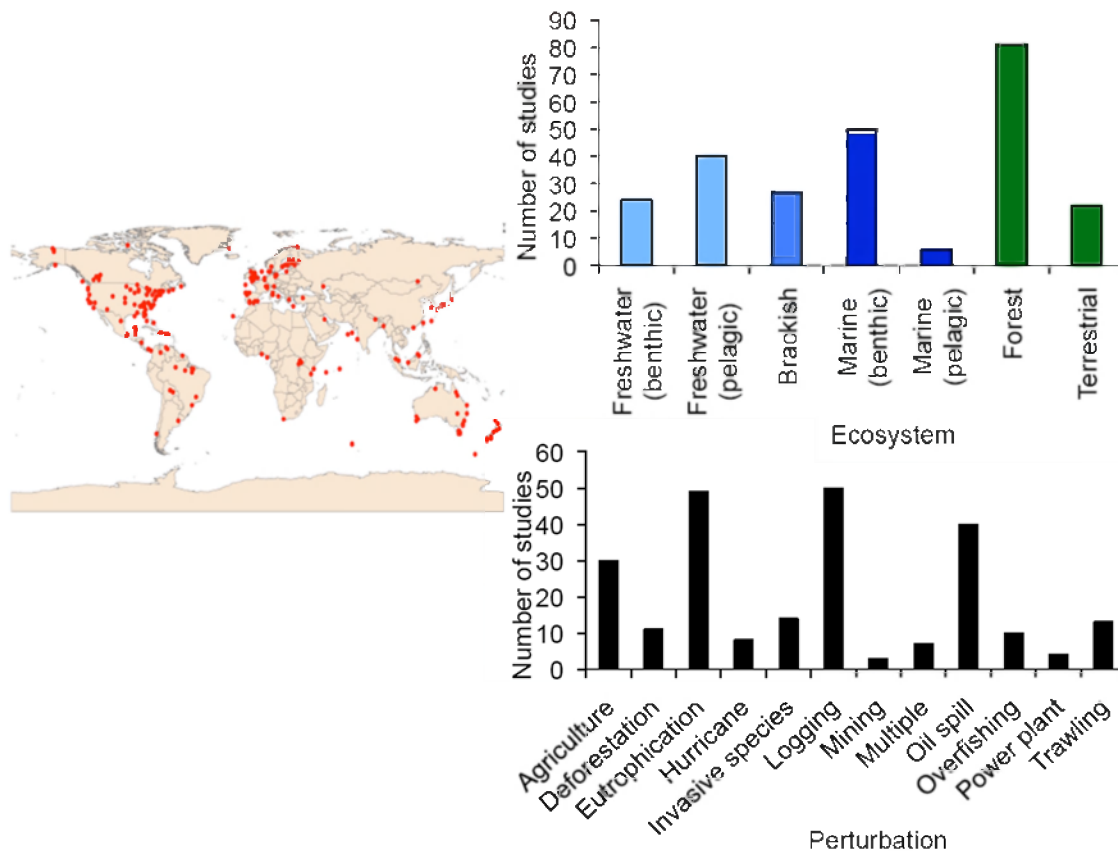 Number of studies
90
80
70
60
50
40
30
20
10
0
Freshwater
(benthic)
Freshwater
(pelagic)
Brackish
Marine
(benthic)
Marine
(pelagic)
Forest
Terrestrial
Ecosystem
Number of studies
60
50
40
30
20
10
0
Agriculture
Deforestation
Eutrophication
Hurricane
Invasive species
Logging
Mining
Multiple
Oil spill
Overfishing
Power plant
Trawling
Perturbation